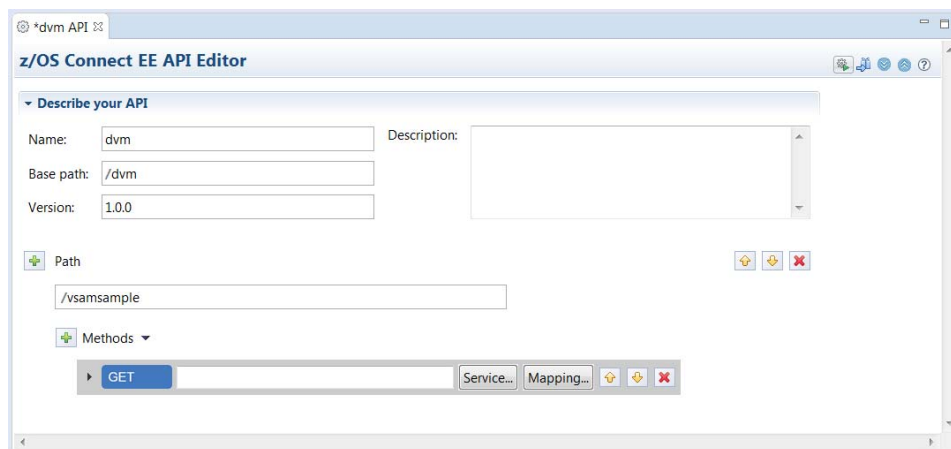 *dvm API
z/OS Connect EE API Editor
Describe your API
Name: dvm
Description:
Base path: /dvm
Version: 1.0.0
Path
/vsamsample
Methods
GET Service... Mapping...